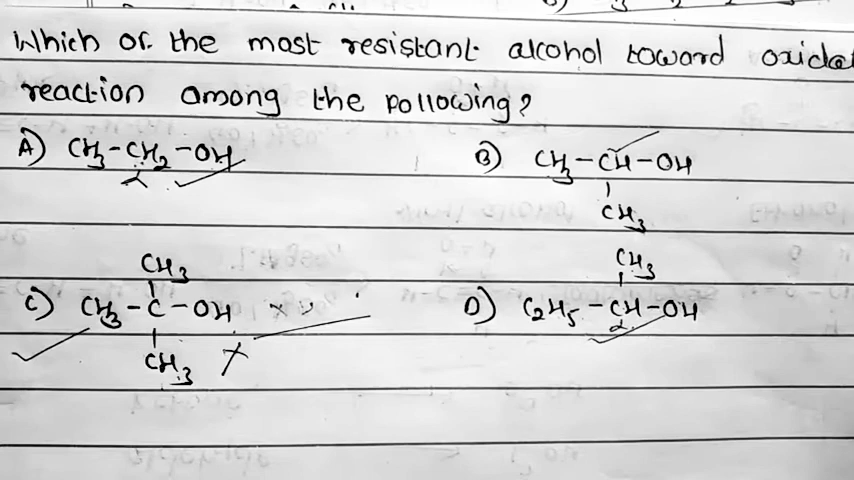 Which of the most resistant alcohol toward oxidat
reaction among the following?
A) CH3-CH2-OH
α
B) CH3-CH-OH
CH3
CH3
C) CH3-C-OH
CH3
CH3
D) C2H5-CH-OH
α